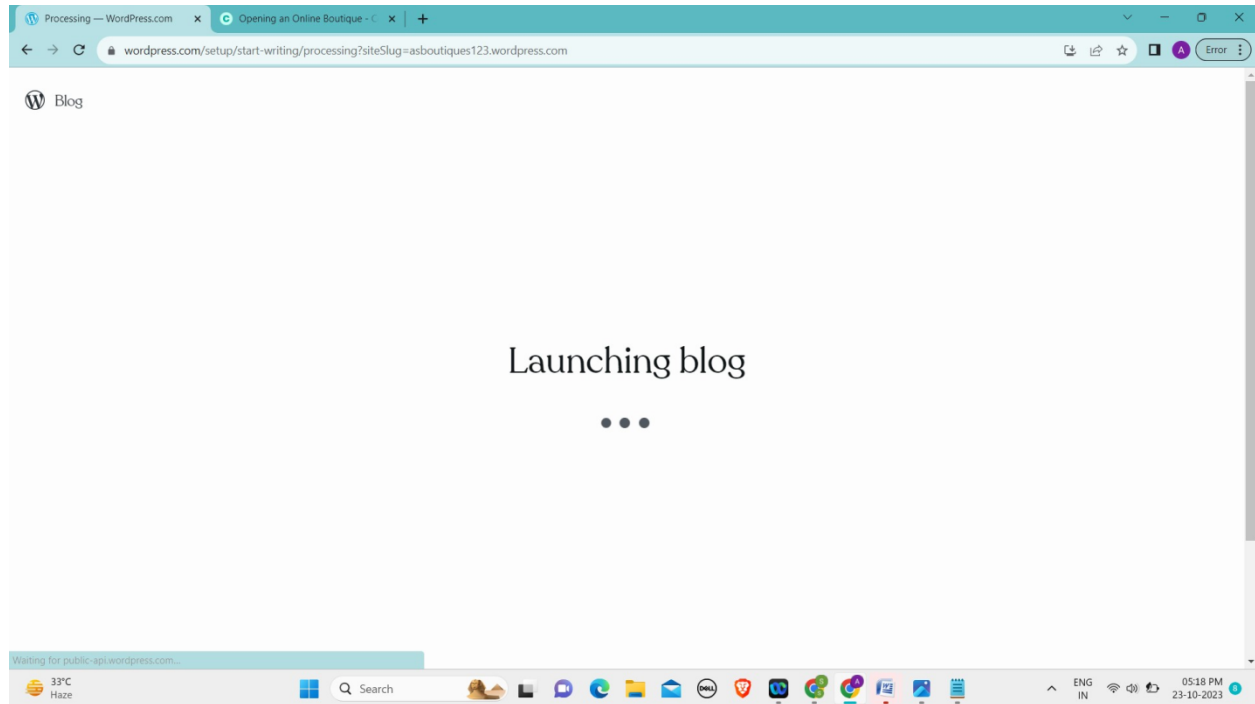 Processing — WordPress.com
Opening an Online Boutique - C
wordpress.com/setup/start-writing/processing?siteSlug=asboutiques123.wordpress.com
A
Error
Blog
Launching blog
Waiting for public-api.wordpress.com...
33°C
Haze
Search
DELL
ENG
IN
05:18 PM
23-10-2023
8